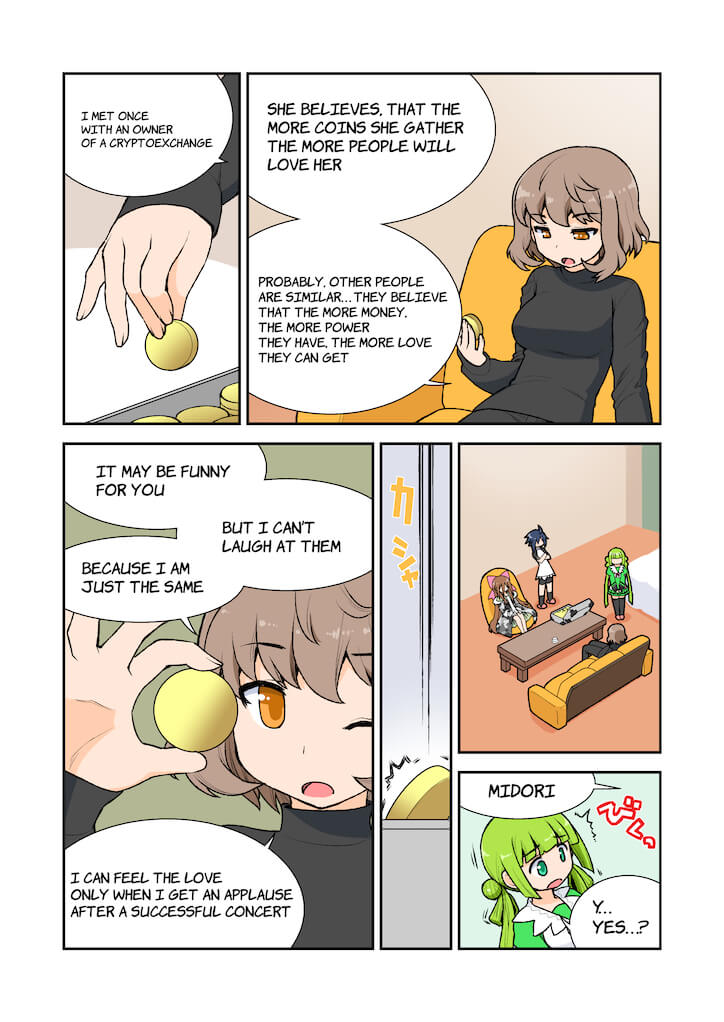 I MET ONCE
WITH AN OWNER
OF A CRYPTOEXCHANGE
SHE BELIEVES, THAT THE
MORE COINS SHE GATHER
THE MORE PEOPLE WILL
LOVE HER
PROBABLY, OTHER PEOPLE
ARE SIMILAR...THEY BELIEVE
THAT THE MORE MONEY,
THE MORE POWER
THEY HAVE, THE MORE LOVE
THEY CAN GET
IT MAY BE FUNNY
FOR YOU
BUT I CAN'T
LAUGH AT THEM
BECAUSE I AM
JUST THE SAME
I CAN FEEL THE LOVE
ONLY WHEN I GET AN APPLAUSE
AFTER A SUCCESSFUL CONCERT
カシャ
MIDORI
びくっ
Y...
YES...?